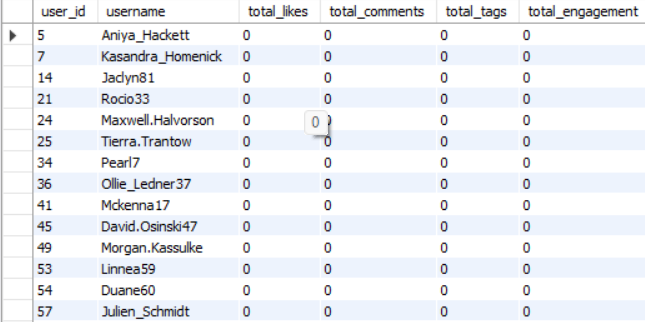 user_id username total_likes total_comments total_tags total_engagement
5 Aniya_Hackett 0 0 0 0
7 Kasandra_Homenick 0 0 0 0
14 Jaclyn81 0 0 0 0
21 Rocio33 0 0 0 0
24 Maxwell.Halvorson 0 0 0 0 0
25 Tierra.Trantow 0 0 0 0
34 Pearl7 0 0 0 0
36 Ollie_Ledner37 0 0 0 0
41 Mckenna17 0 0 0 0
45 David.Osinski47 0 0 0 0
49 Morgan.Kassulke 0 0 0 0
53 Linnea59 0 0 0 0
54 Duane60 0 0 0 0
57 Julien_Schmidt 0 0 0 0